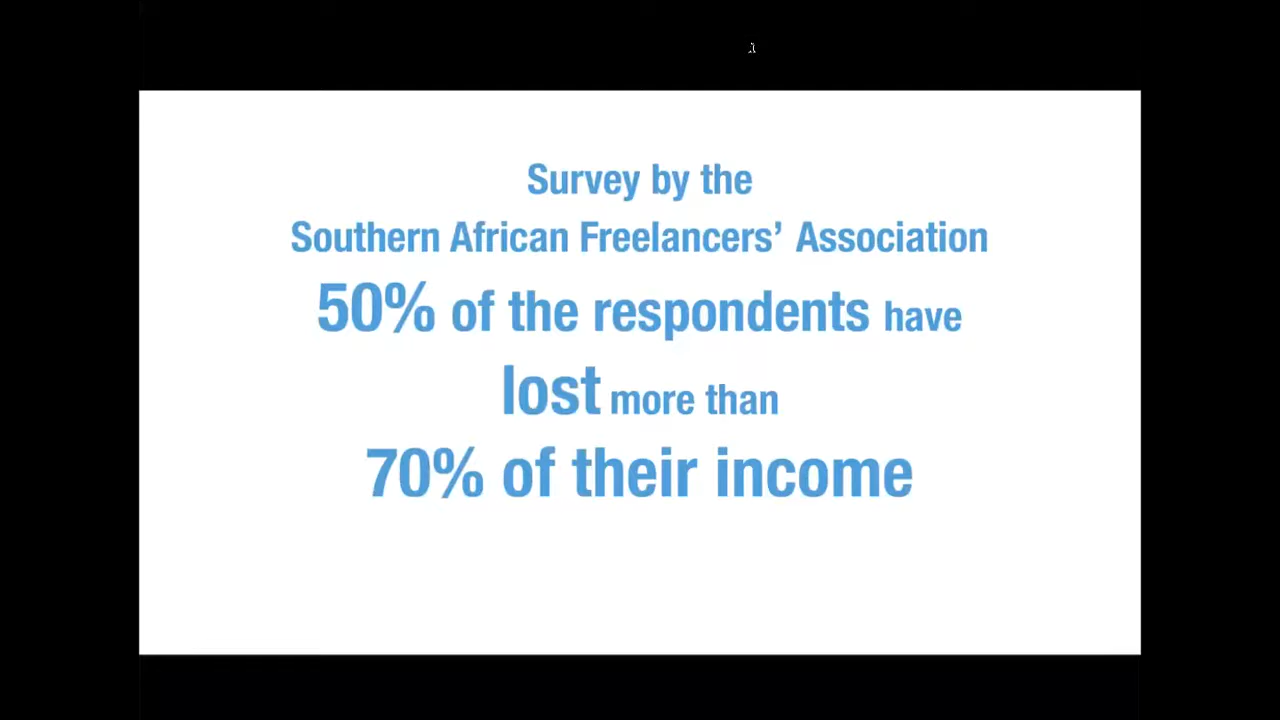 Survey by the
Southern African Freelancers’ Association
50% of the respondents have
lost more than
70% of their income